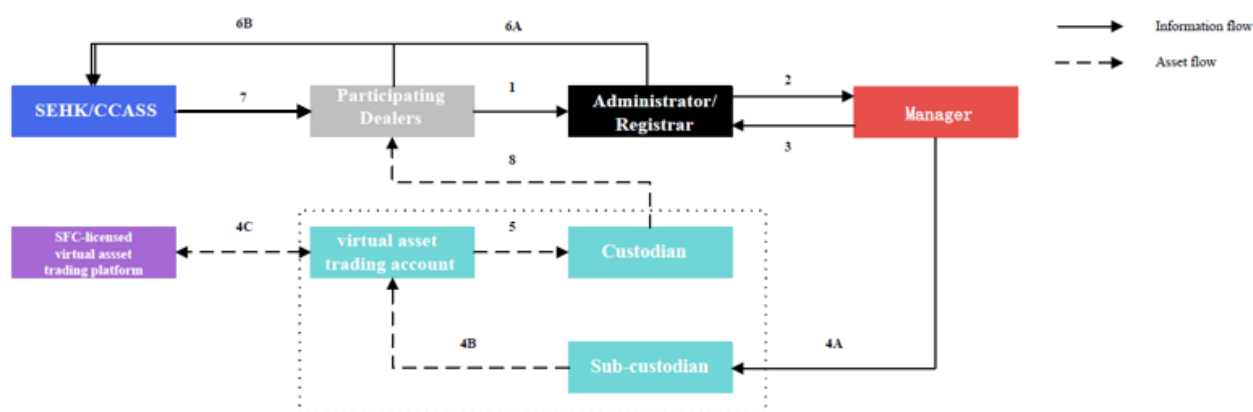 6B
6A
Information flow
Asset flow
SEHK/CCASS
7
Participating
Dealers
1
Administrator/
Registrar
2
3
Manager
8
SFC-licensed
virtual assset
trading platform
4C
virtual asset
trading account
5
Custodian
4B
Sub-custodian
4A